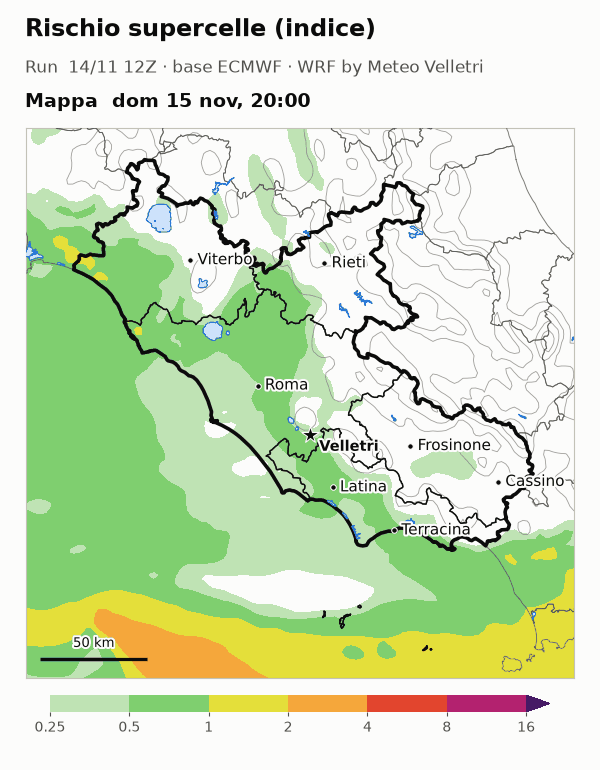 Rischio supercelle (indice)
Run  14/11 12Z · base ECMWF · WRF by Meteo Velletri
Mappa  dom 15 nov, 20:00
Viterbo
Rieti
Roma
Velletri
Frosinone
Cassino
Latina
Terracina
50 km
0.25 0.5 1 2 4 8 16